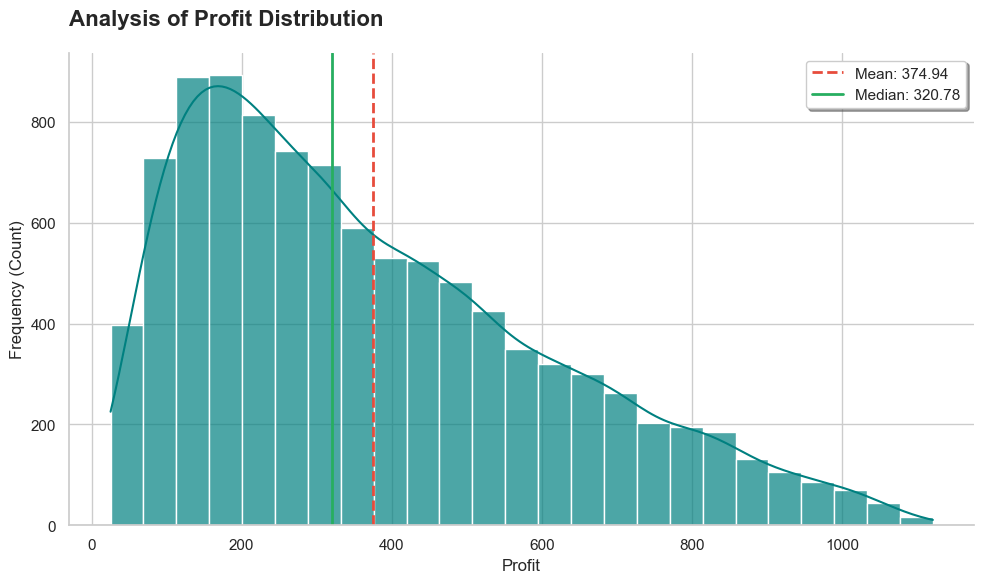 Analysis of Profit Distribution
Mean: 374.94
Median: 320.78
Frequency (Count)
800
600
400
200
0
0 200 400 600 800 1000
Profit